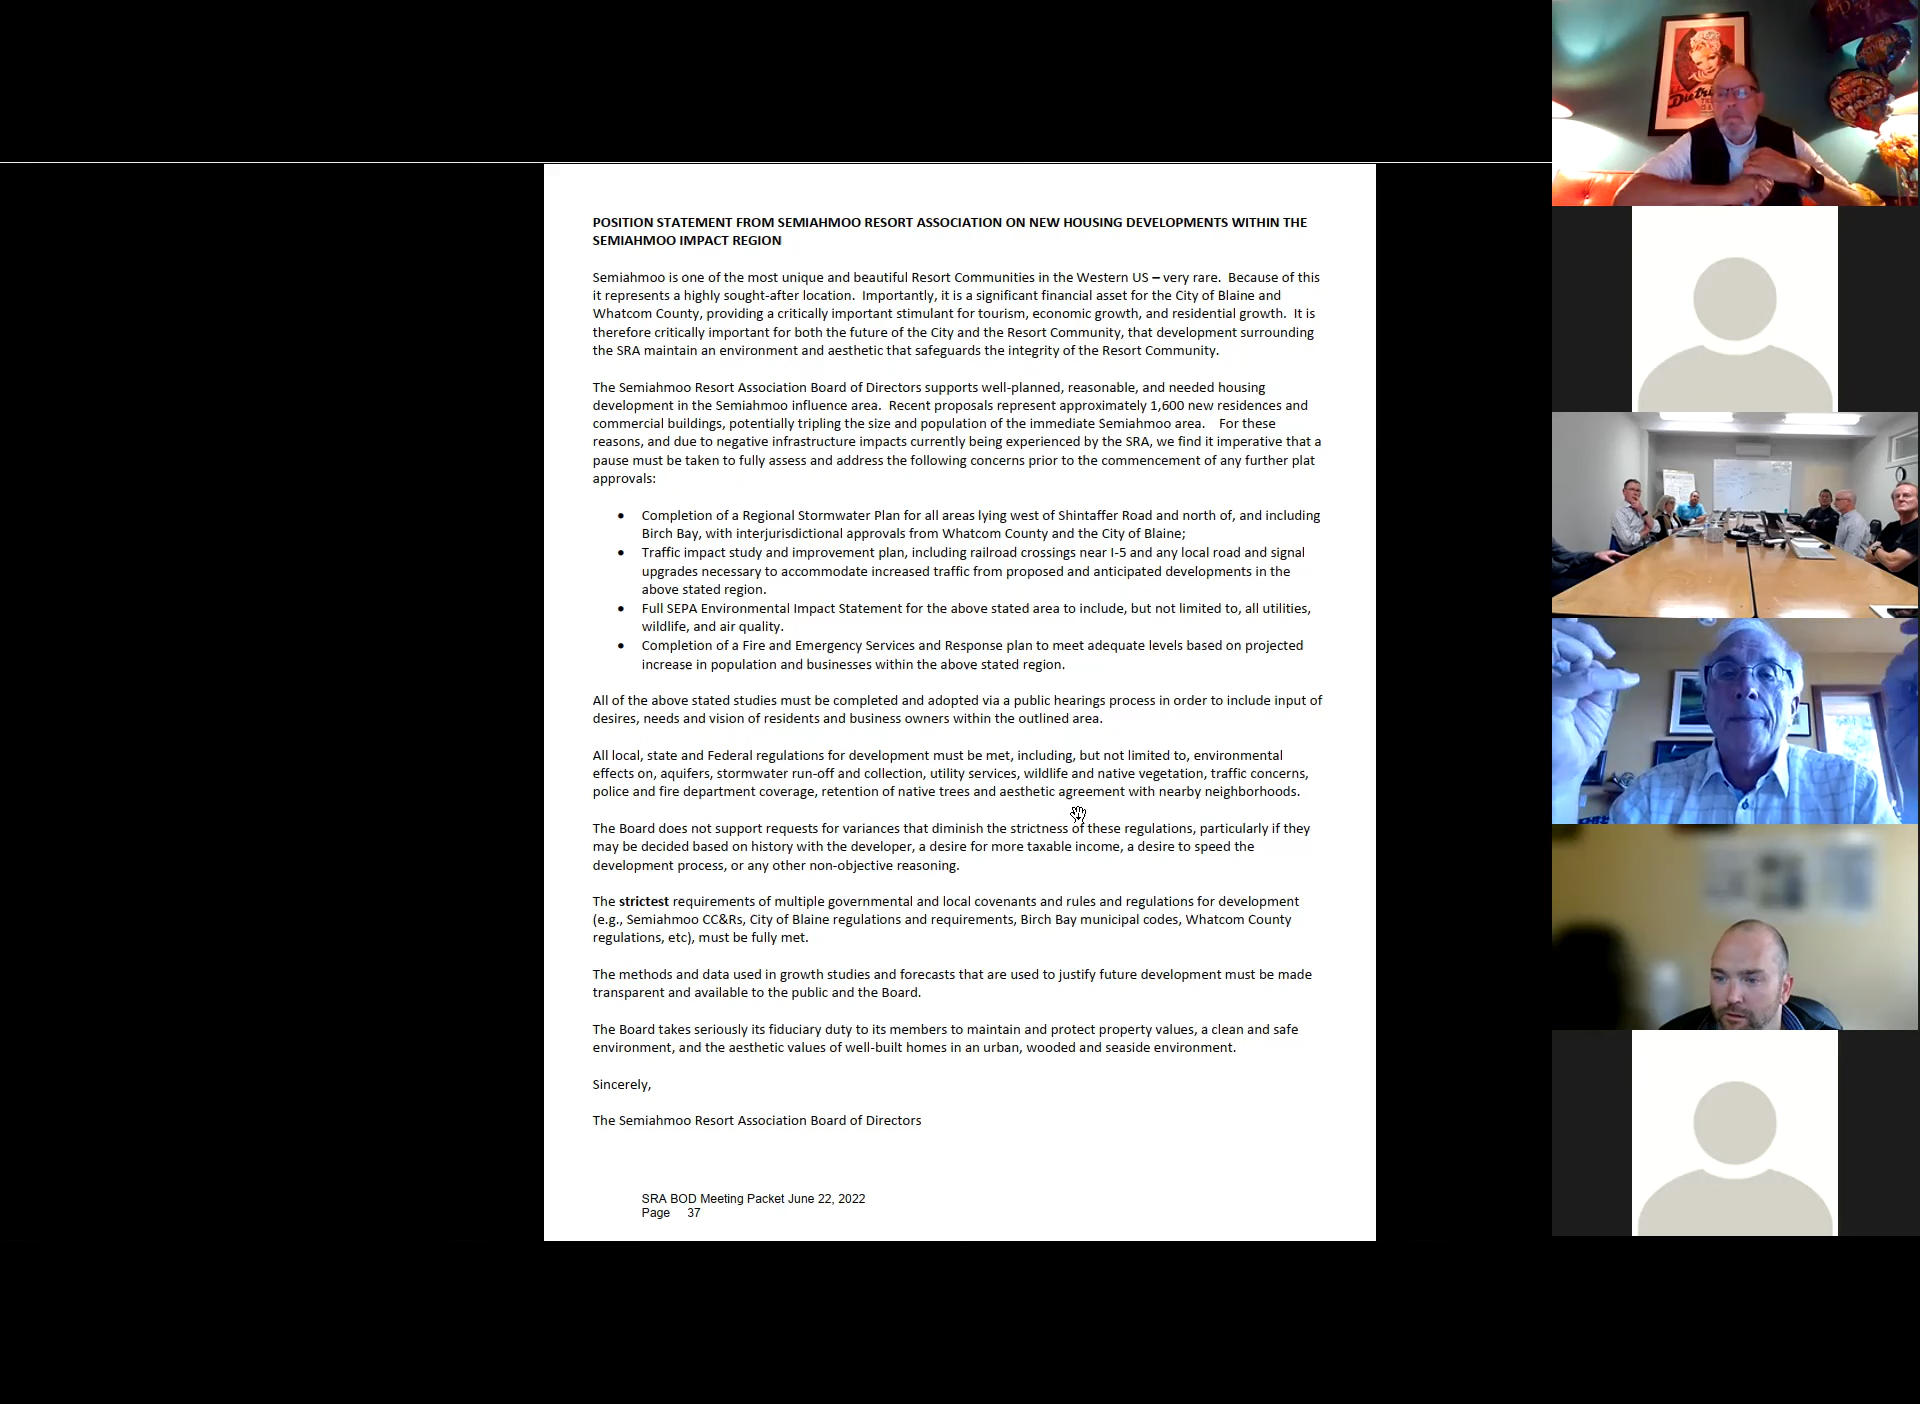 POSITION STATEMENT FROM SEMIAHMOO RESORT ASSOCIATION ON NEW HOUSING DEVELOPMENTS WITHIN THE
SEMIAHMOO IMPACT REGION
Semiahmoo is one of the most unique and beautiful Resort Communities in the Western US – very rare.  Because of this
it represents a highly sought-after location.  Importantly, it is a significant financial asset for the City of Blaine and
Whatcom County, providing a critically important stimulant for tourism, economic growth, and residential growth.  It is
therefore critically important for both the future of the City and the Resort Community, that development surrounding
the SRA maintain an environment and aesthetic that safeguards the integrity of the Resort Community.
The Semiahmoo Resort Association Board of Directors supports well-planned, reasonable, and needed housing
development in the Semiahmoo influence area.  Recent proposals represent approximately 1,600 new residences and
commercial buildings, potentially tripling the size and population of the immediate Semiahmoo area.    For these
reasons, and due to negative infrastructure impacts currently being experienced by the SRA, we find it imperative that a
pause must be taken to fully assess and address the following concerns prior to the commencement of any further plat
approvals:
• Completion of a Regional Stormwater Plan for all areas lying west of Shintaffer Road and north of, and including
Birch Bay, with interjurisdictional approvals from Whatcom County and the City of Blaine;
• Traffic impact study and improvement plan, including railroad crossings near I-5 and any local road and signal
upgrades necessary to accommodate increased traffic from proposed and anticipated developments in the
above stated region.
• Full SEPA Environmental Impact Statement for the above stated area to include, but not limited to, all utilities,
wildlife, and air quality.
• Completion of a Fire and Emergency Services and Response plan to meet adequate levels based on projected
increase in population and businesses within the above stated region.
All of the above stated studies must be completed and adopted via a public hearings process in order to include input of
desires, needs and vision of residents and business owners within the outlined area.
All local, state and Federal regulations for development must be met, including, but not limited to, environmental
effects on, aquifers, stormwater run-off and collection, utility services, wildlife and native vegetation, traffic concerns,
police and fire department coverage, retention of native trees and aesthetic agreement with nearby neighborhoods.
The Board does not support requests for variances that diminish the strictness of these regulations, particularly if they
may be decided based on history with the developer, a desire for more taxable income, a desire to speed the
development process, or any other non-objective reasoning.
The strictest requirements of multiple governmental and local covenants and rules and regulations for development
(e.g., Semiahmoo CC&Rs, City of Blaine regulations and requirements, Birch Bay municipal codes, Whatcom County
regulations, etc), must be fully met.
The methods and data used in growth studies and forecasts that are used to justify future development must be made
transparent and available to the public and the Board.
The Board takes seriously its fiduciary duty to its members to maintain and protect property values, a clean and safe
environment, and the aesthetic values of well-built homes in an urban, wooded and seaside environment.
Sincerely,
The Semiahmoo Resort Association Board of Directors
SRA BOD Meeting Packet June 22, 2022
Page 37